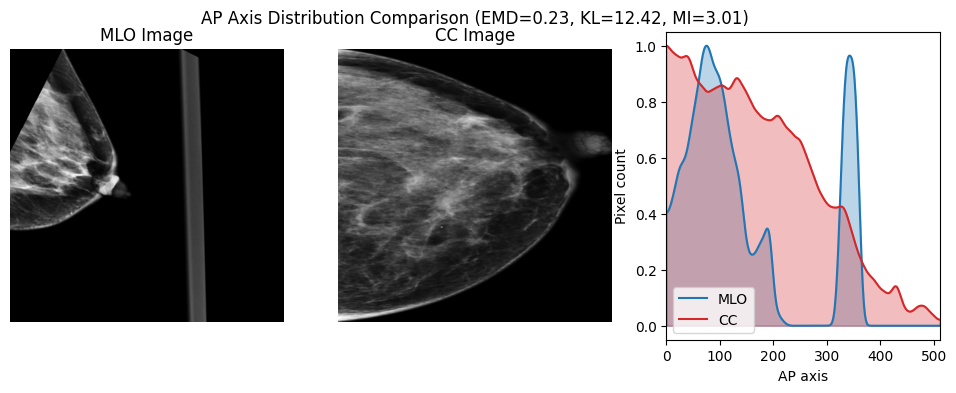 AP Axis Distribution Comparison (EMD=0.23, KL=12.42, MI=3.01)
MLO Image
CC Image
1.0
0.8
0.6
0.4
0.2
0.0
Pixel count
MLO
CC
0 100 200 300 400 500
AP axis